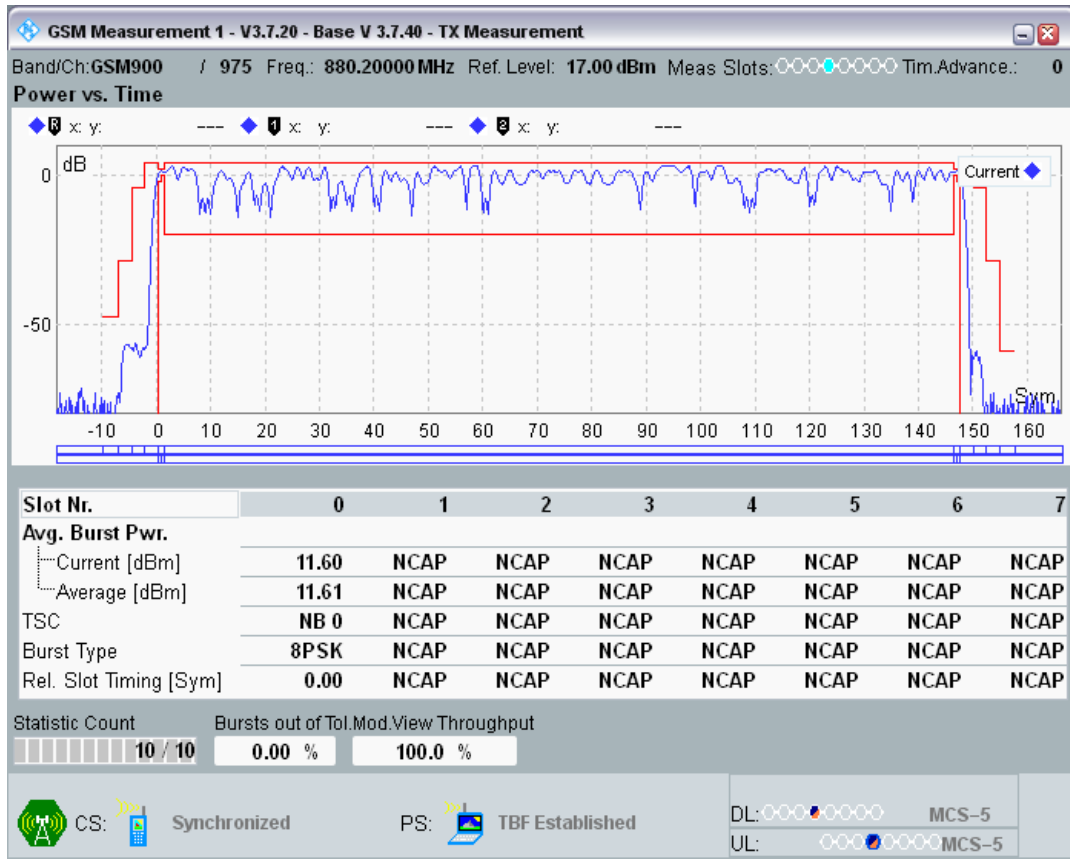 GSM Measurement 1 - V3.7.20 - Base V 3.7.40 - TX Measurement
Band/Ch:GSM900 / 975 Freq.: 880.20000 MHz Ref. Level: 17.00 dBm Meas Slots: Tim.Advance.: 0
Power vs. Time
R x: y: --- 1 x: y: --- 2 x: y: ---
dB
Current
0
-50
Sym
-10 0 10 20 30 40 50 60 70 80 90 100 110 120 130 140 150 160
Slot Nr. 0 1 2 3 4 5 6 7
Avg. Burst Pwr.
Current [dBm] 11.60 NCAP NCAP NCAP NCAP NCAP NCAP NCAP
Average [dBm] 11.61 NCAP NCAP NCAP NCAP NCAP NCAP NCAP
TSC NB 0 NCAP NCAP NCAP NCAP NCAP NCAP NCAP
Burst Type 8PSK NCAP NCAP NCAP NCAP NCAP NCAP NCAP
Rel. Slot Timing [Sym] 0.00 NCAP NCAP NCAP NCAP NCAP NCAP NCAP
Statistic Count Bursts out of Tol.Mod.View Throughput
10 / 10 0.00 % 100.0 %
CS: Synchronized PS: TBF Established
DL: MCS-5
UL: MCS-5